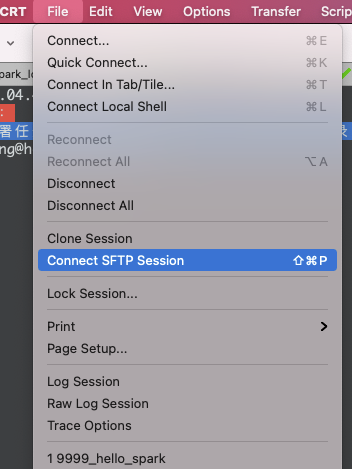 CRT File Edit View Options Transfer Scrip
Connect... ⌘E
park_lo
Quick Connect... ⌘K
.04.
Connect In Tab/Tile... ⌘T
Connect Local Shell ⌘L
署任
录
Reconnect
ng@h
Reconnect All ⌥A
Disconnect
Disconnect All
Clone Session
Connect SFTP Session ⇧⌘P
Lock Session...
Print
Page Setup...
Log Session
Raw Log Session
Trace Options
1 9999_hello_spark